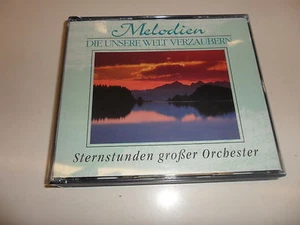 Melodien
DIE UNSERE WELT VERZAUBERN
Sternstunden großer Orchester